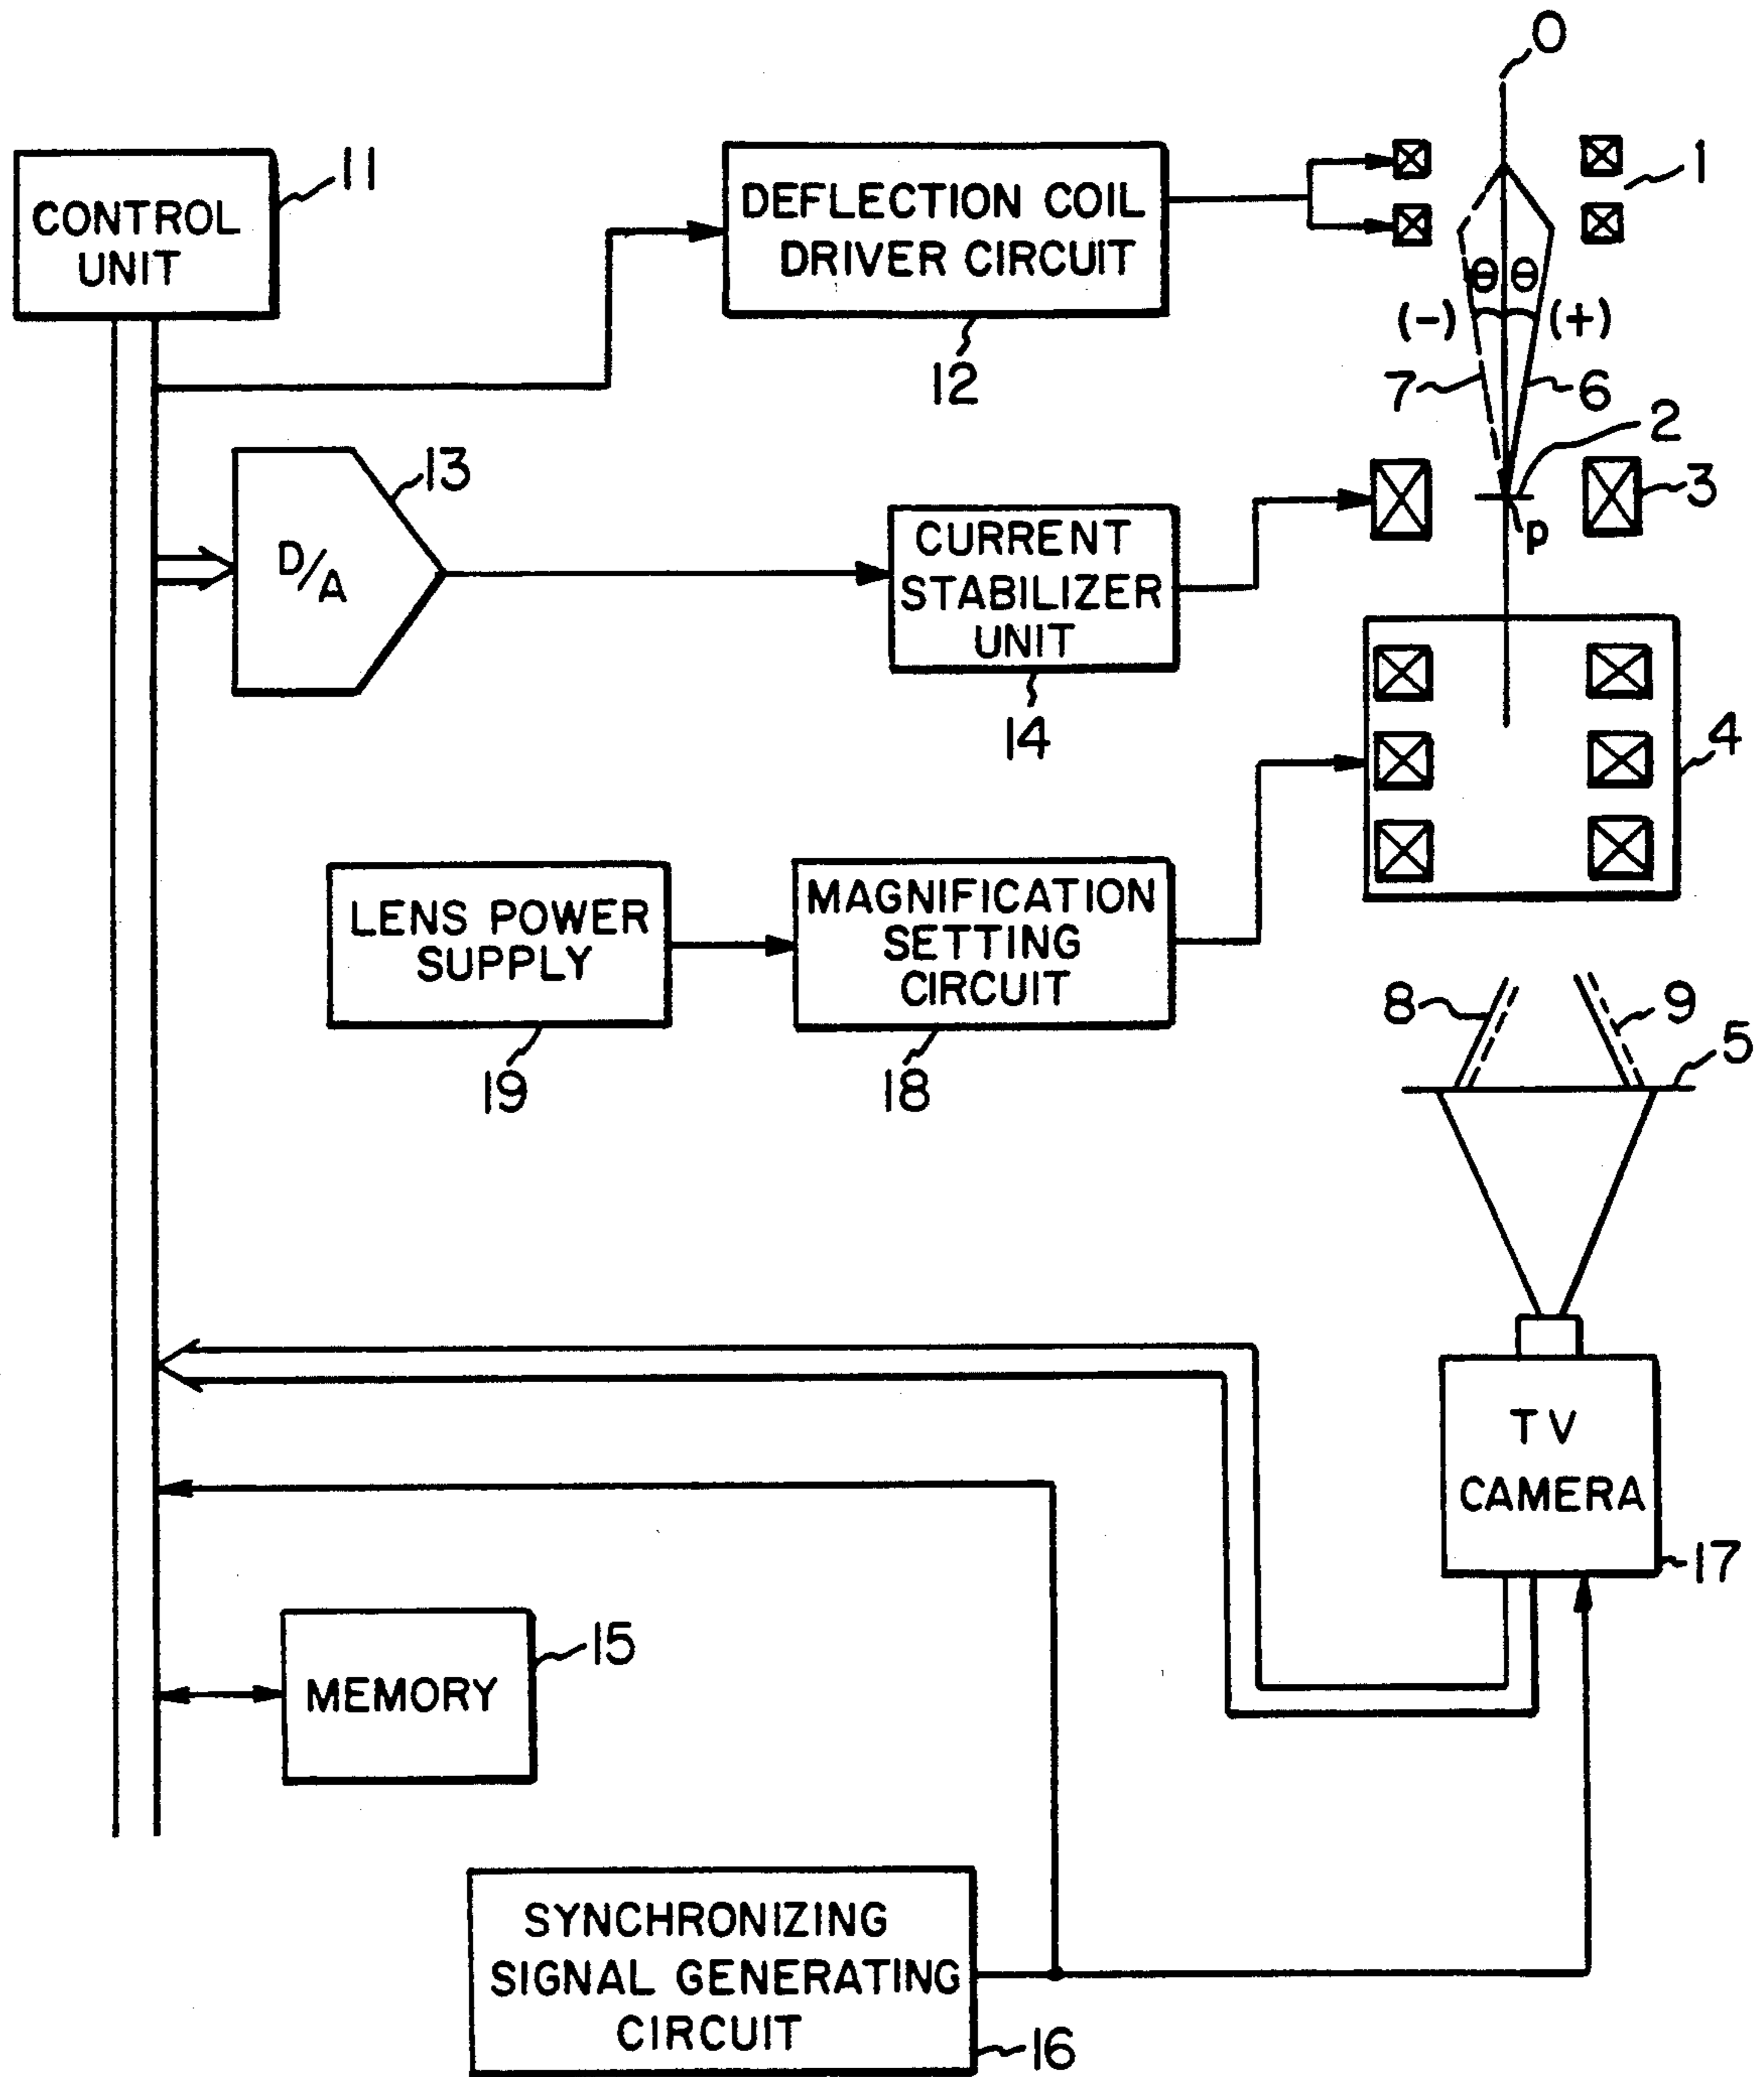 O
CONTROL
UNIT
11
DEFLECTION COIL
DRIVER CIRCUIT
12
1
θ θ
(-) (+)
7 6
2
3
p
D/A
13
CURRENT
STABILIZER
UNIT
14
4
LENS POWER
SUPPLY
19
MAGNIFICATION
SETTING
CIRCUIT
18
8 9
5
TV
CAMERA
17
MEMORY
15
SYNCHRONIZING
SIGNAL GENERATING
CIRCUIT
16